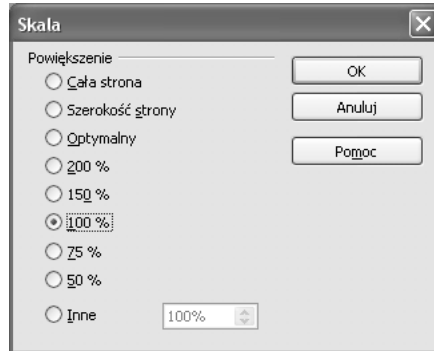 Skala
Powiększenie
Cała strona
Szerokość strony
Optymalny
200 %
150 %
100 %
75 %
50 %
Inne 100%
OK
Anuluj
Pomoc